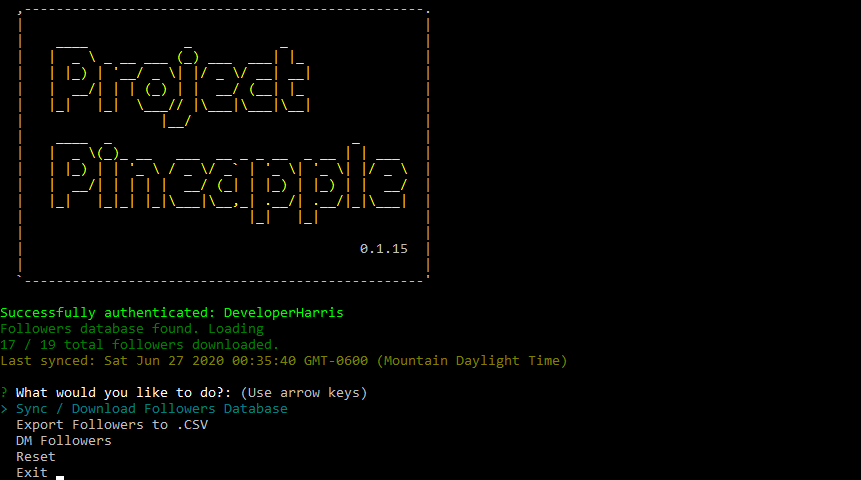 Project
Pineapple
0.1.15
Successfully authenticated: DeveloperHarris
Followers database found. Loading
17 / 19 total followers downloaded.
Last synced: Sat Jun 27 2020 00:35:40 GMT-0600 (Mountain Daylight Time)
? What would you like to do?: (Use arrow keys)
> Sync / Download Followers Database
Export Followers to .CSV
DM Followers
Reset
Exit